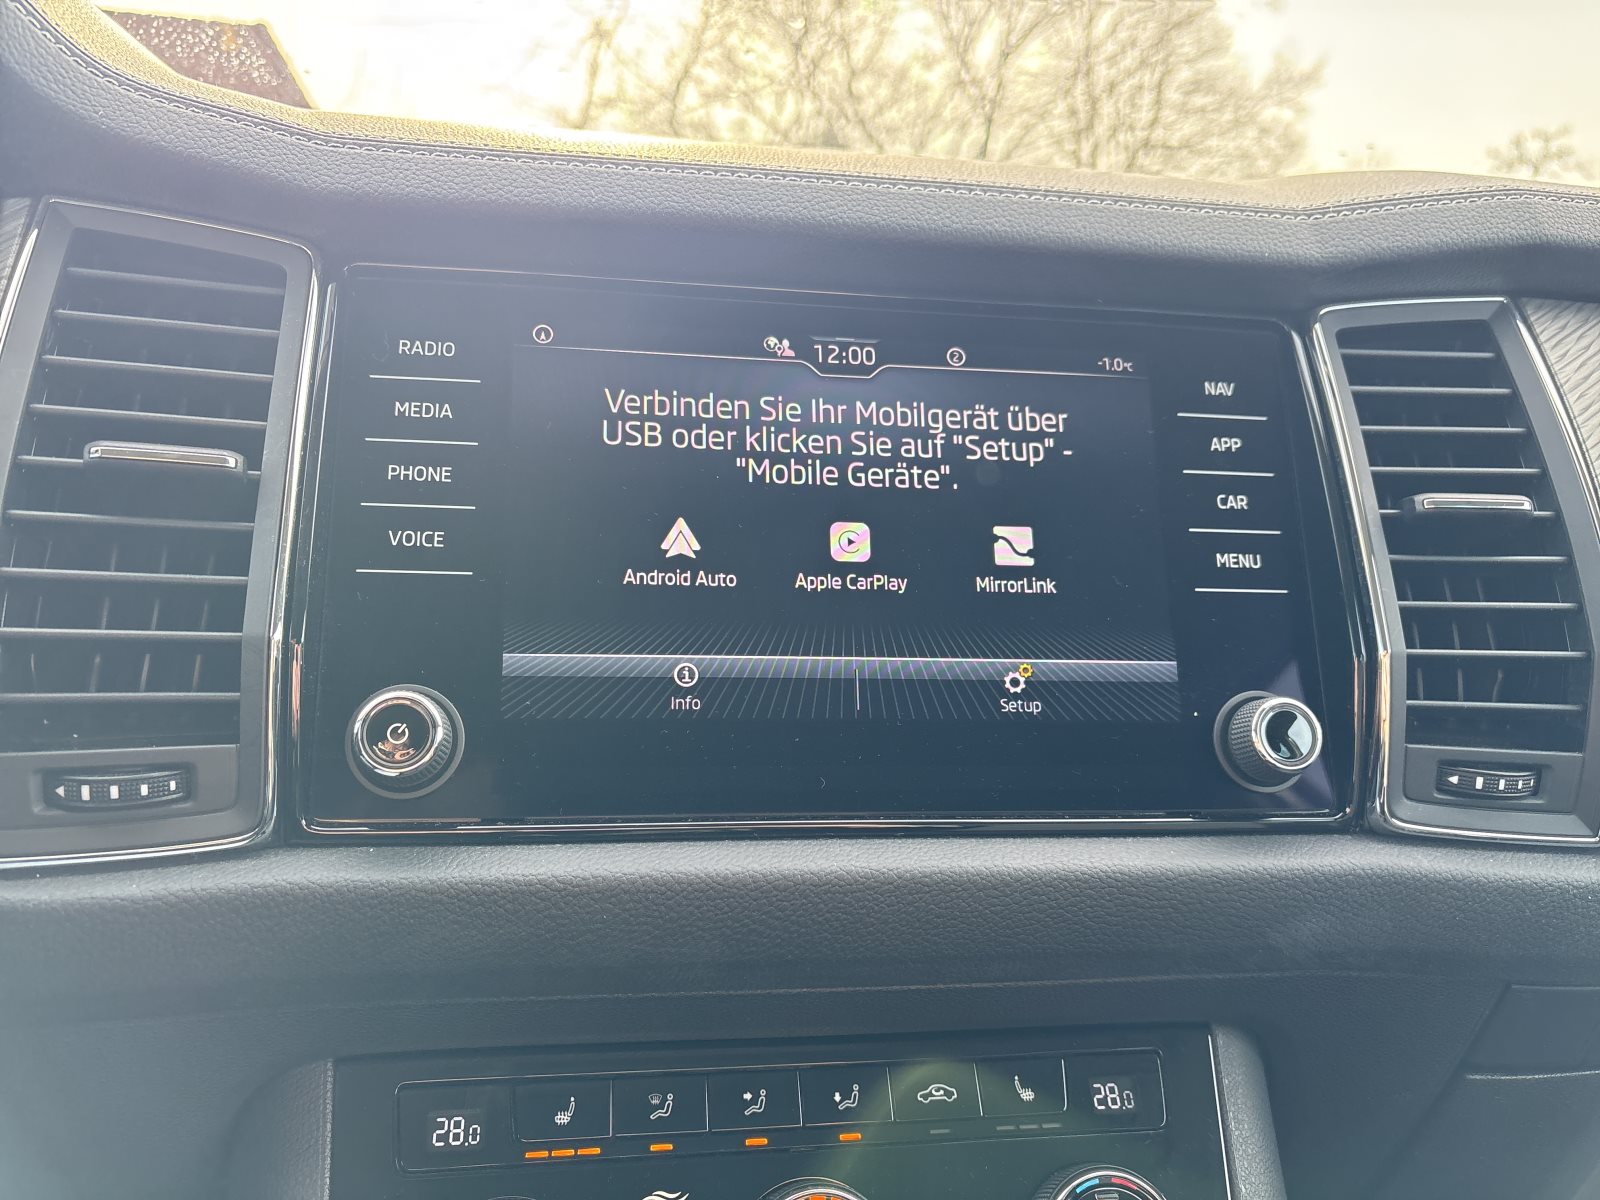 RADIO
MEDIA
PHONE
VOICE
12:00
2
-1.0°C
Verbinden Sie Ihr Mobilgerät über
USB oder klicken Sie auf "Setup" -
"Mobile Geräte".
Android Auto
Apple CarPlay
MirrorLink
Info
Setup
NAV
APP
CAR
MENU
28.0
28.0